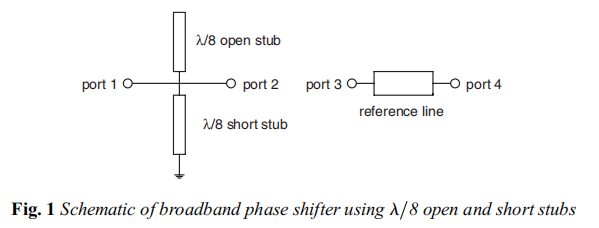 λ/8 open stub
port 1
port 2
port 3
port 4
reference line
λ/8 short stub
Fig. 1 Schematic of broadband phase shifter using λ/8 open and short stubs